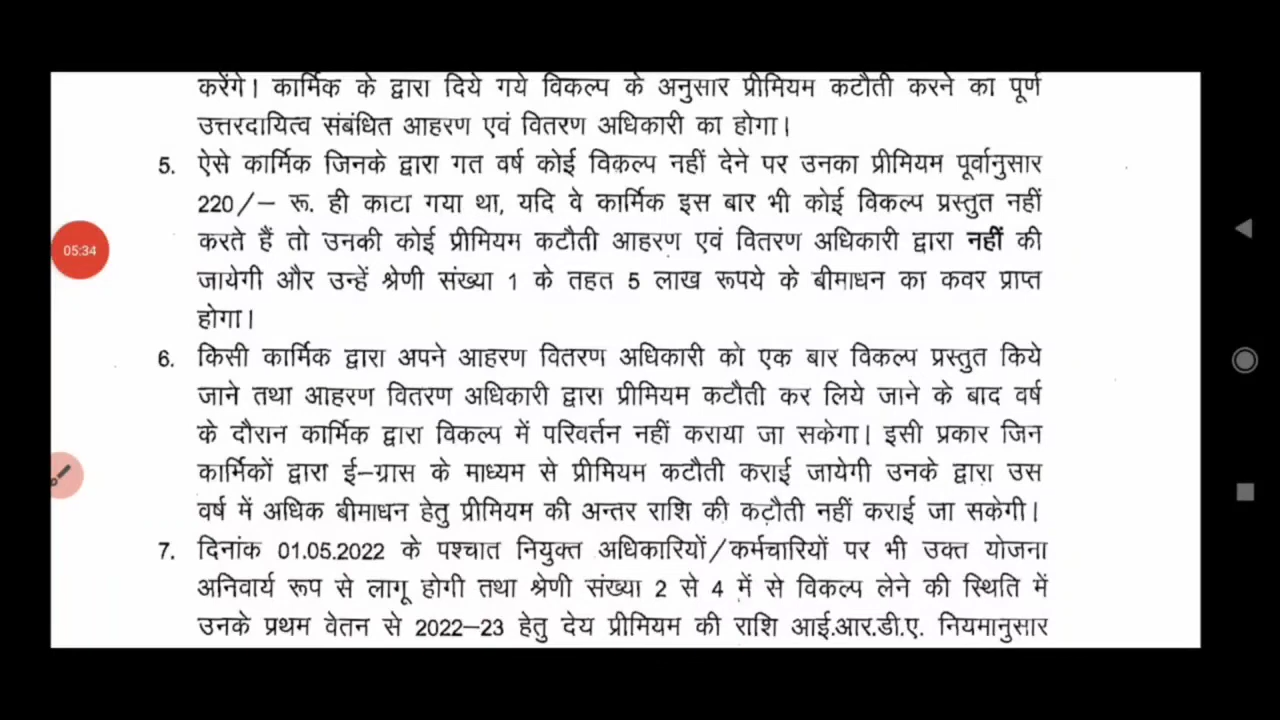 करेंगे। कार्मिक के द्वारा दिये गये विकल्प के अनुसार प्रीमियम कटौती करने का पूर्ण
उत्तरदायित्व संबंधित आहरण एवं वितरण अधिकारी का होगा।
5. ऐसे कार्मिक जिनके द्वारा गत वर्ष कोई विकल्प नहीं देने पर उनका प्रीमियम पूर्वानुसार
220/– रू. ही काटा गया था, यदि वे कार्मिक इस बार भी कोई विकल्प प्रस्तुत नहीं
करते हैं तो उनकी कोई प्रीमियम कटौती आहरण एवं वितरण अधिकारी द्वारा नहीं की
05:34
जायेगी और उन्हें श्रेणी संख्या 1 के तहत 5 लाख रूपये के बीमाधन का कवर प्राप्त
होगा।
6. किसी कार्मिक द्वारा अपने आहरण वितरण अधिकारी को एक बार विकल्प प्रस्तुत किये
जाने तथा आहरण वितरण अधिकारी द्वारा प्रीमियम कटौती कर लिये जाने के बाद वर्ष
के दौरान कार्मिक द्वारा विकल्प में परिवर्तन नहीं कराया जा सकेगा। इसी प्रकार जिन
कार्मिकों द्वारा ई–ग्रास के माध्यम से प्रीमियम कटौती कराई जायेगी उनके द्वारा उस
वर्ष में अधिक बीमाधन हेतु प्रीमियम की अन्तर राशि की कटौती नहीं कराई जा सकेगी।
7. दिनांक 01.05.2022 के पश्चात नियुक्त अधिकारियों/कर्मचारियों पर भी उक्त योजना
अनिवार्य रूप से लागू होगी तथा श्रेणी संख्या 2 से 4 में से विकल्प लेने की स्थिति में
उनके प्रथम वेतन से 2022–23 हेतु देय प्रीमियम की राशि आई.आर.डी.ए. नियमानुसार